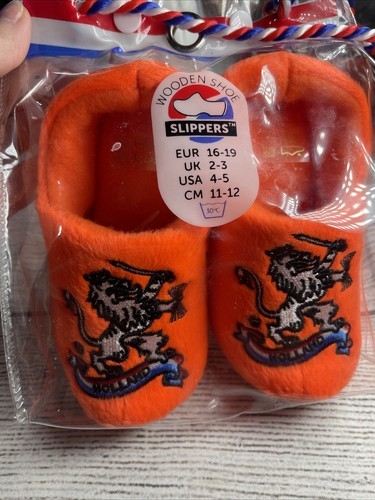 WOODEN SHOE
SLIPPERS™
EUR 16-19
UK 2-3
USA 4-5
CM 11-12
30°C
HOLLAND
HOLLAND